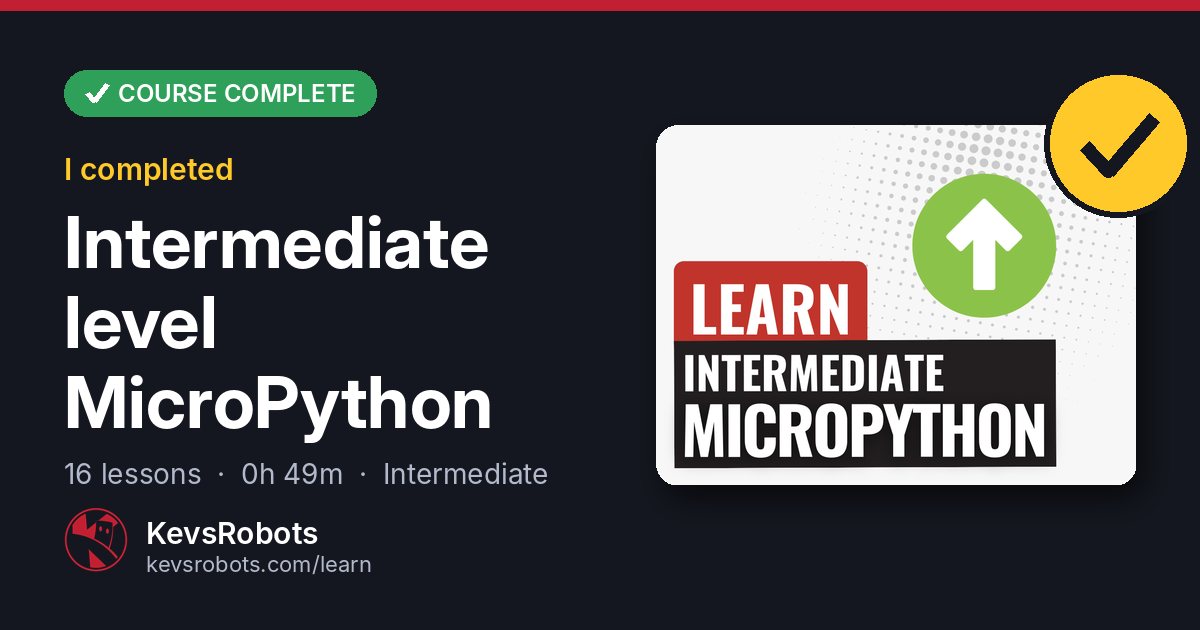 COURSE COMPLETE
I completed
Intermediate
level
MicroPython
16 lessons · 0h 49m · Intermediate
KevsRobots
kevsrobots.com/learn
LEARN
INTERMEDIATE
MICROPYTHON